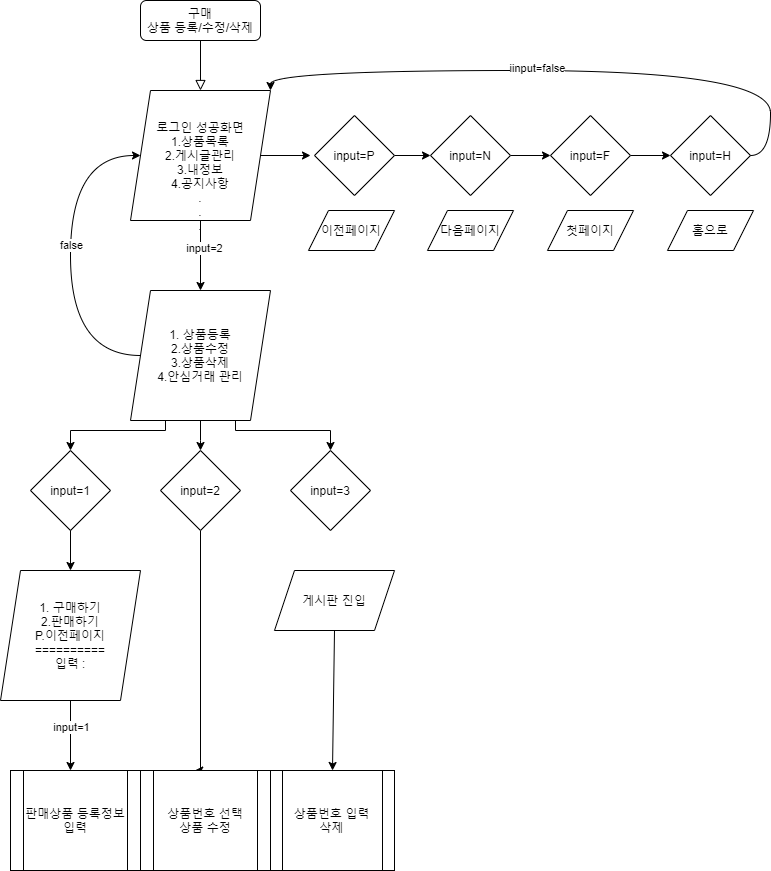 구매
상품 등록/수정/삭제
iinput=false
로그인 성공화면
1.상품목록
2.게시글관리
3.내정보
4.공지사항
.
.
.
input=P
input=N
input=F
input=H
이전페이지
다음페이지
첫페이지
홈으로
false
input=2
1. 상품등록
2.상품수정
3.상품삭제
4.안심거래 관리
input=1
input=2
input=3
1. 구매하기
2.판매하기
P.이전페이지
==========
입력 :
게시판 진입
input=1
판매상품 등록정보
입력
상품번호 선택
상품 수정
상품번호 입력
삭제